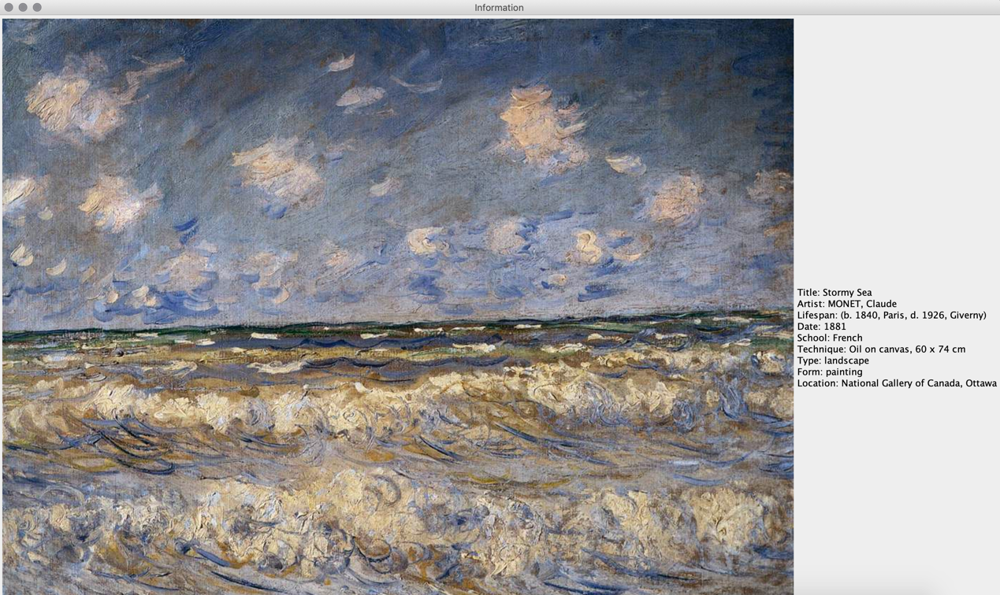 Information
Title: Stormy Sea
Artist: MONET, Claude
Lifespan: (b. 1840, Paris, d. 1926, Giverny)
Date: 1881
School: French
Technique: Oil on canvas, 60 x 74 cm
Type: landscape
Form: painting
Location: National Gallery of Canada, Ottawa